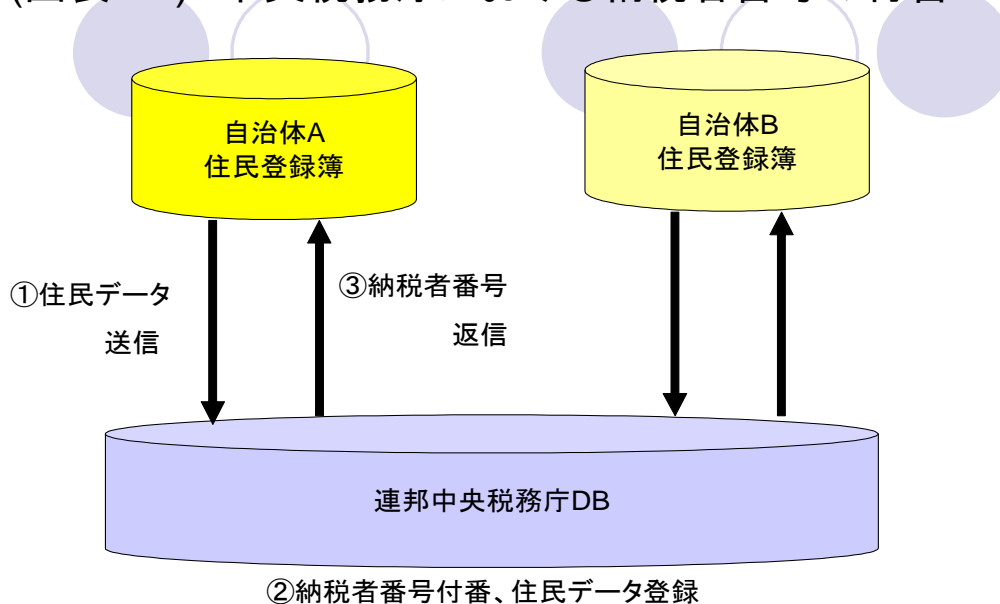 自治体A
住民登録簿
自治体B
住民登録簿
①住民データ
送信
③納税者番号
返信
連邦中央税務庁DB
②納税者番号付番、住民データ登録